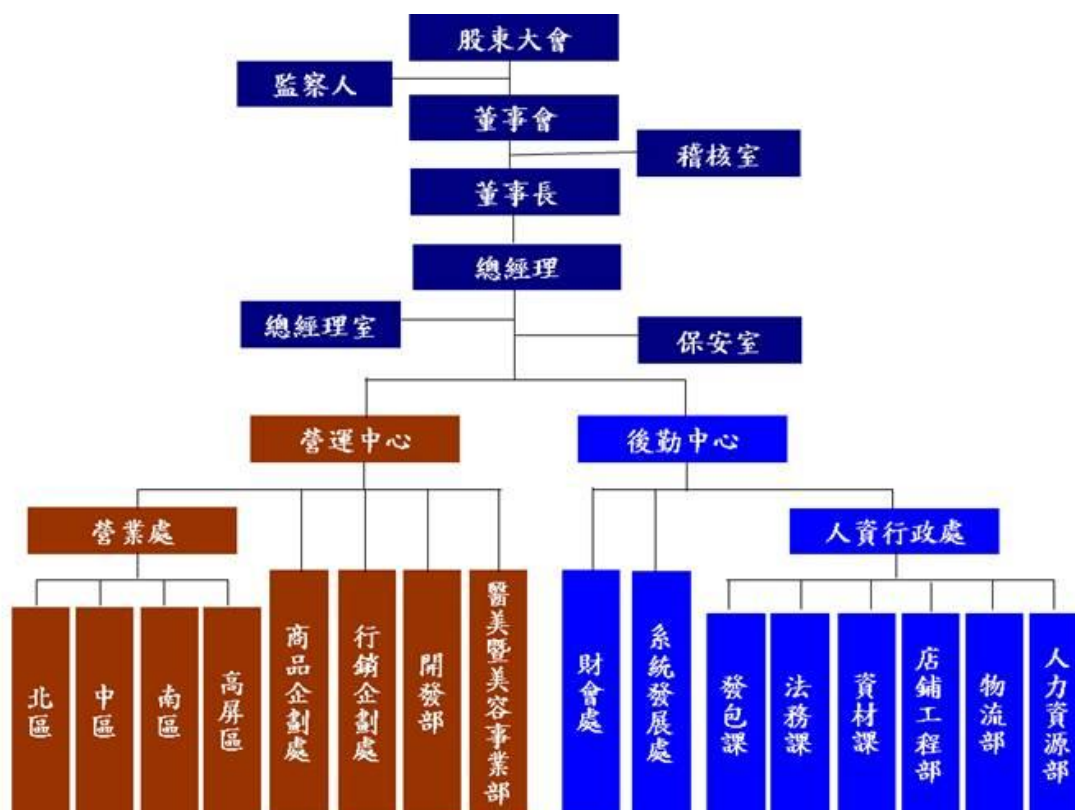 股東大會
監察人
董事會
稽核室
董事長
總經理
總經理室
保安室
營運中心
後勤中心
營業處
人資行政處
北區
中區
南區
高屏區
商品企劃處
行銷企劃處
開發部
醫美暨美容事業部
財會處
系統發展處
發包課
法務課
資材課
店鋪工程部
物流部
人力資源部